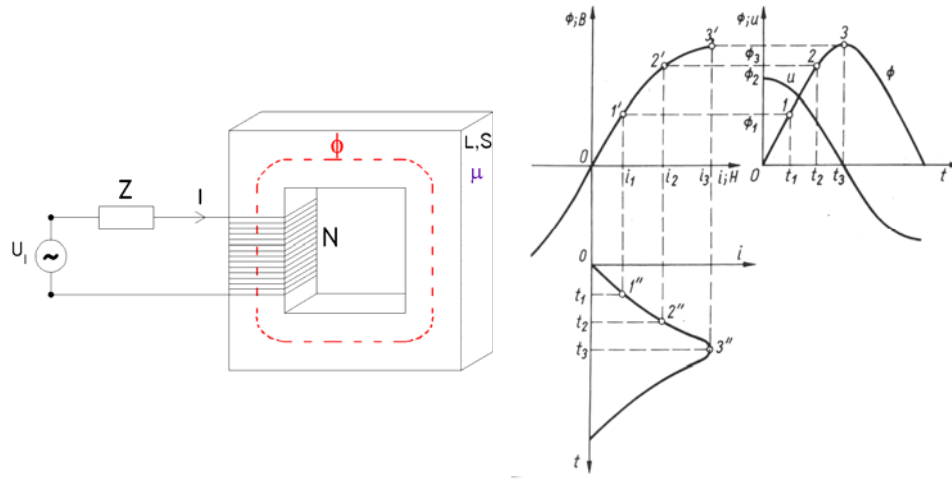 Z
I
U₁
~
N
ϕ
L,S
μ
ϕ;B
3'
2'
1'
0
i₁
i₂
i₃
i;H
ϕ;u
ϕ₃
ϕ₂
ϕ₁
u
1
2
3
ϕ
0
t₁
t₂
t₃
t
0
i
t₁
t₂
t₃
1''
2''
3''
t